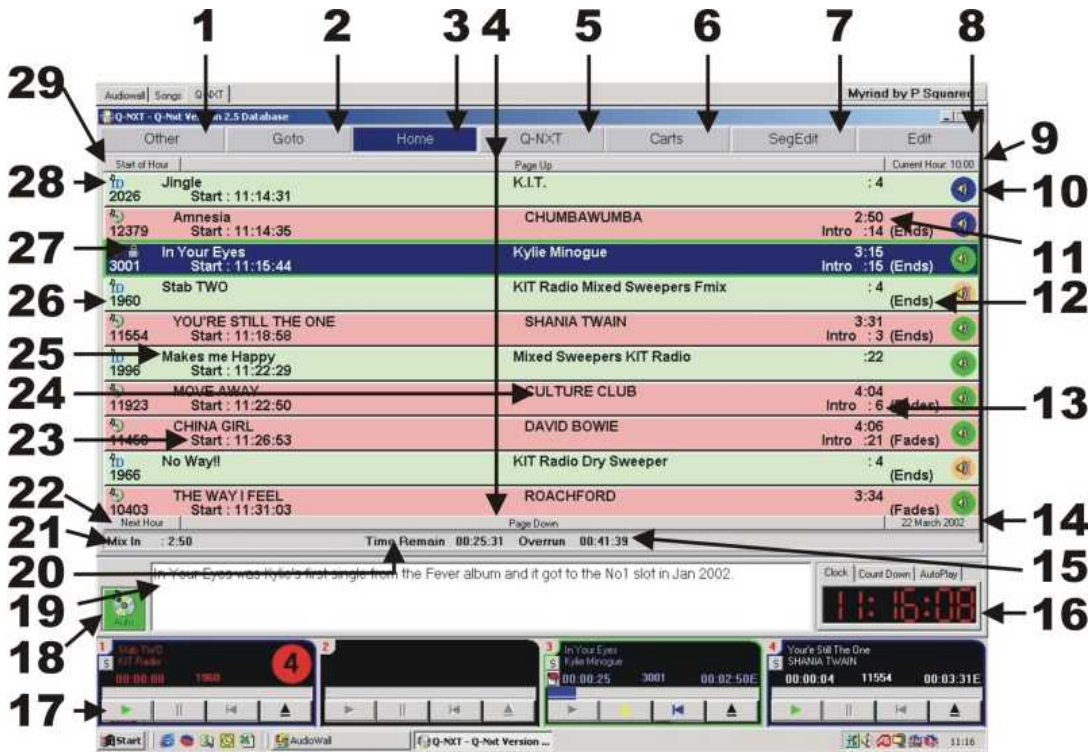 1 2 3 4 5 6 7 8
29
Audiowall Songs Q-NXT Myriad by P Squared
Q-NXT - Q-Nxt Version 2.5 Database
Other Goto Home Q-NXT Carts SegEdit Edit
9
Start of Hour Page Up Current Hour: 10:00
28
ID Jingle K.I.T. : 4
2026 Start : 11:14:31
10
Amnesia CHUMBAWUMBA 2:50
12379 Start : 11:14:35 Intro :14 (Ends)
27
11
In Your Eyes Kylie Minogue 3:15
3001 Start : 11:15:44 Intro :15 (Ends)
26
12
ID Stab TWO KIT Radio Mixed Sweepers Fmix : 4
1960 (Ends)
YOU'RE STILL THE ONE SHANIA TWAIN 3:31
11554 Start : 11:18:58 Intro : 3 (Ends)
25
ID Makes me Happy Mixed Sweepers KIT Radio :22
1996 Start : 11:22:29
24
13
MOVE AWAY CULTURE CLUB 4:04
11923 Start : 11:22:50 Intro : 6 (Fades)
23
CHINA GIRL DAVID BOWIE 4:06
Start : 11:26:53 Intro :21 (Fades)
ID No Way!! KIT Radio Dry Sweeper : 4
1966 (Ends)
22
THE WAY I FEEL ROACHFORD 3:34
10403 Start : 11:31:03 (Fades)
14
Next Hour Page Down 22 March 2002
21
Mix In : 2:50 Time Remain 00:25:31 Overrun 00:41:39
15
20
In Your Eyes was Kylie's first single from the Fever album and it got to the No1 slot in Jan 2002.
Clock Count Down AutoPlay
19
11:16:08
16
18
Auto
1 Stab TWO 2 3 In Your Eyes 4 You're Still The One
S KIT Radio 4 S Kylie Minogue S SHANIA TWAIN
00:00:00 1960 00:00:25 3001 00:02:50E 00:00:04 11554 00:03:31E
17
Start AudioWall Q-NXT - Q-Nxt Version ... 11:16